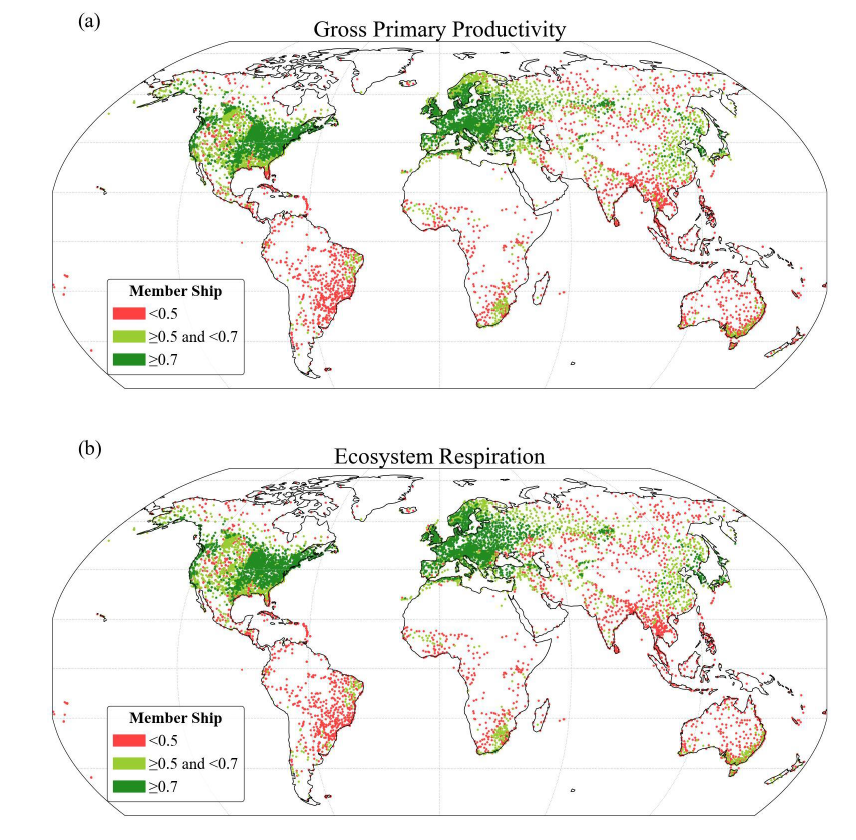 (a)
Gross Primary Productivity
Member Ship
<0.5
≥0.5 and <0.7
≥0.7
(b)
Ecosystem Respiration
Member Ship
<0.5
≥0.5 and <0.7
≥0.7